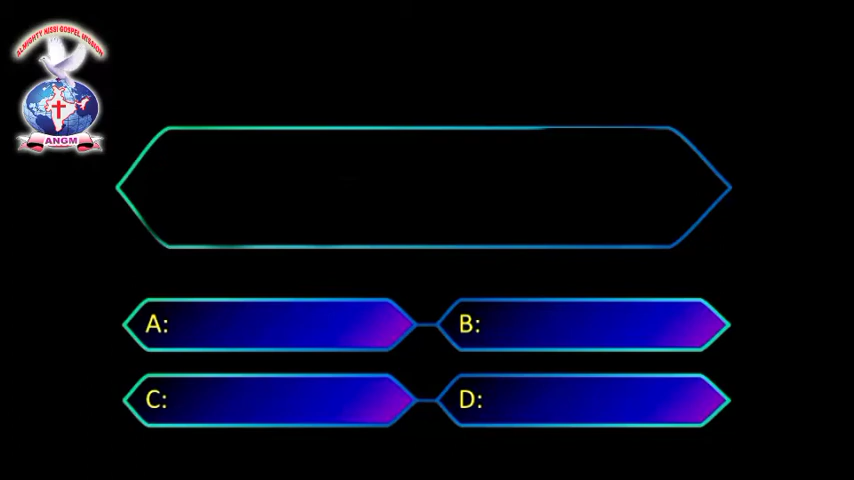 ALMIGHTY NISSI GOSPEL MISSION
ANGM
A:
B:
C:
D: